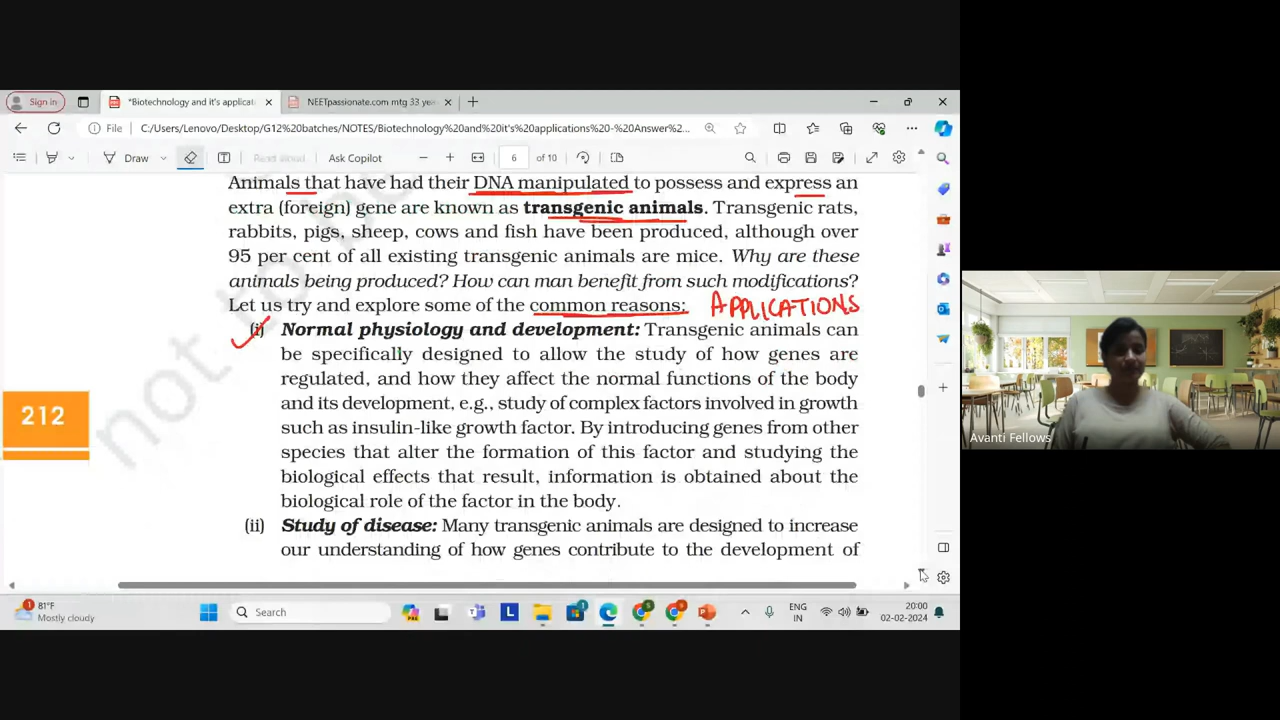 Sign in
*Biotechnology and it's applicati
NEETpassionate.com mtg 33 ye
File
C:/Users/Lenovo/Desktop/G12%20batches/NOTES/Biotechnology%20and%20it's%20applications%20-%20Answer%2...
Draw
Read aloud
Ask Copilot
6
of 10
Animals that have had their DNA manipulated to possess and express an
extra (foreign) gene are known as transgenic animals. Transgenic rats,
rabbits, pigs, sheep, cows and fish have been produced, although over
95 per cent of all existing transgenic animals are mice. Why are these
animals being produced? How can man benefit from such modifications?
Let us try and explore some of the common reasons: APPLICATIONS
(i) Normal physiology and development: Transgenic animals can
be specifically designed to allow the study of how genes are
regulated, and how they affect the normal functions of the body
and its development, e.g., study of complex factors involved in growth
such as insulin-like growth factor. By introducing genes from other
species that alter the formation of this factor and studying the
biological effects that result, information is obtained about the
biological role of the factor in the body.
(ii) Study of disease: Many transgenic animals are designed to increase
our understanding of how genes contribute to the development of
212
not to be
Avanti Fellows
1
81°F
Mostly cloudy
Search
ENG
IN
20:00
02-02-2024